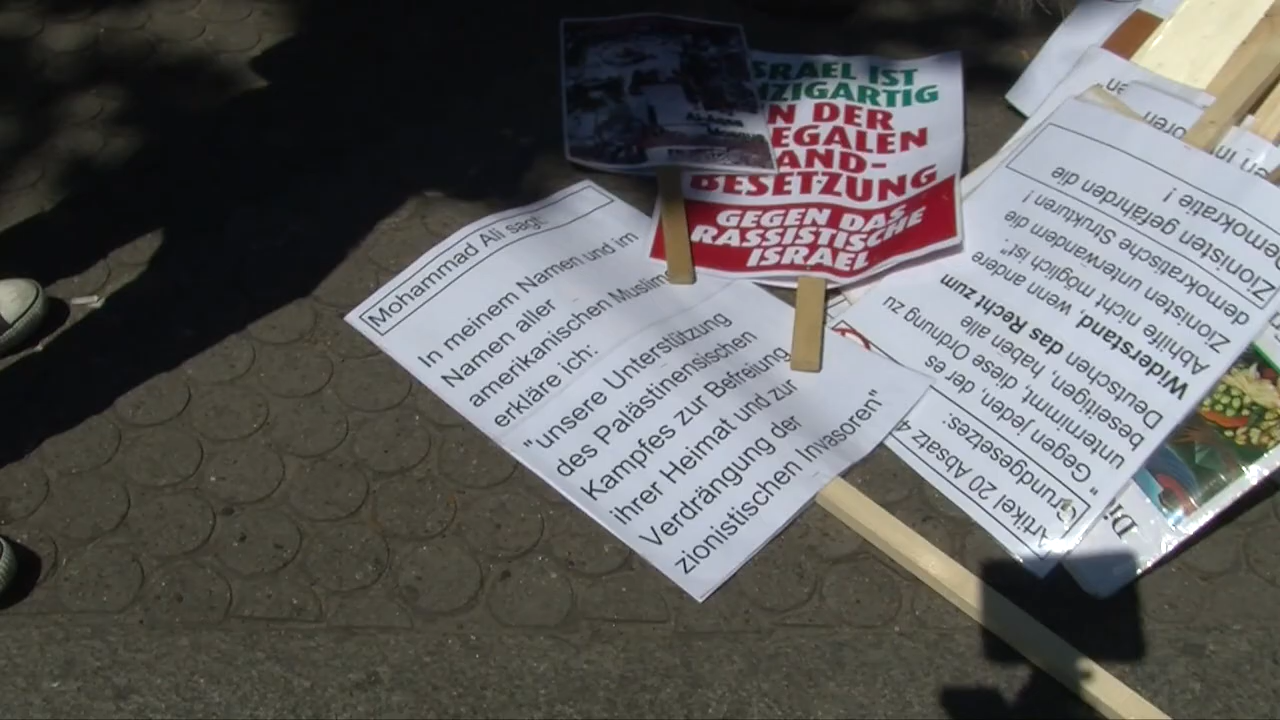 SRAEL IST
NZIGARTIG
N DER
EGALEN
AND-
BESETZUNG
GEGEN DAS
RASSISTISCHE
ISRAEL
Mohammad Ali sagt
In meinem Namen und im
Namen aller
amerikanischen Muslime
erkläre ich:
"unsere Unterstützung
des Palästinensischen
Kampfes zur Befreiung
ihrer Heimat und zur
Verdrängung der
zionistischen Invasoren"
Artikel 20 Absatz 4
Grundgesetzes:
"Gegen jeden, der es
unternimmt, diese Ordnung zu
beseitigen, haben alle
Deutschen das Recht zum
Widerstand, wenn andere
Abhilfe nicht möglich ist".
Zionisten unterwandern die
demokratische Strukturen!
Zionisten gefährden die
Demokratie!